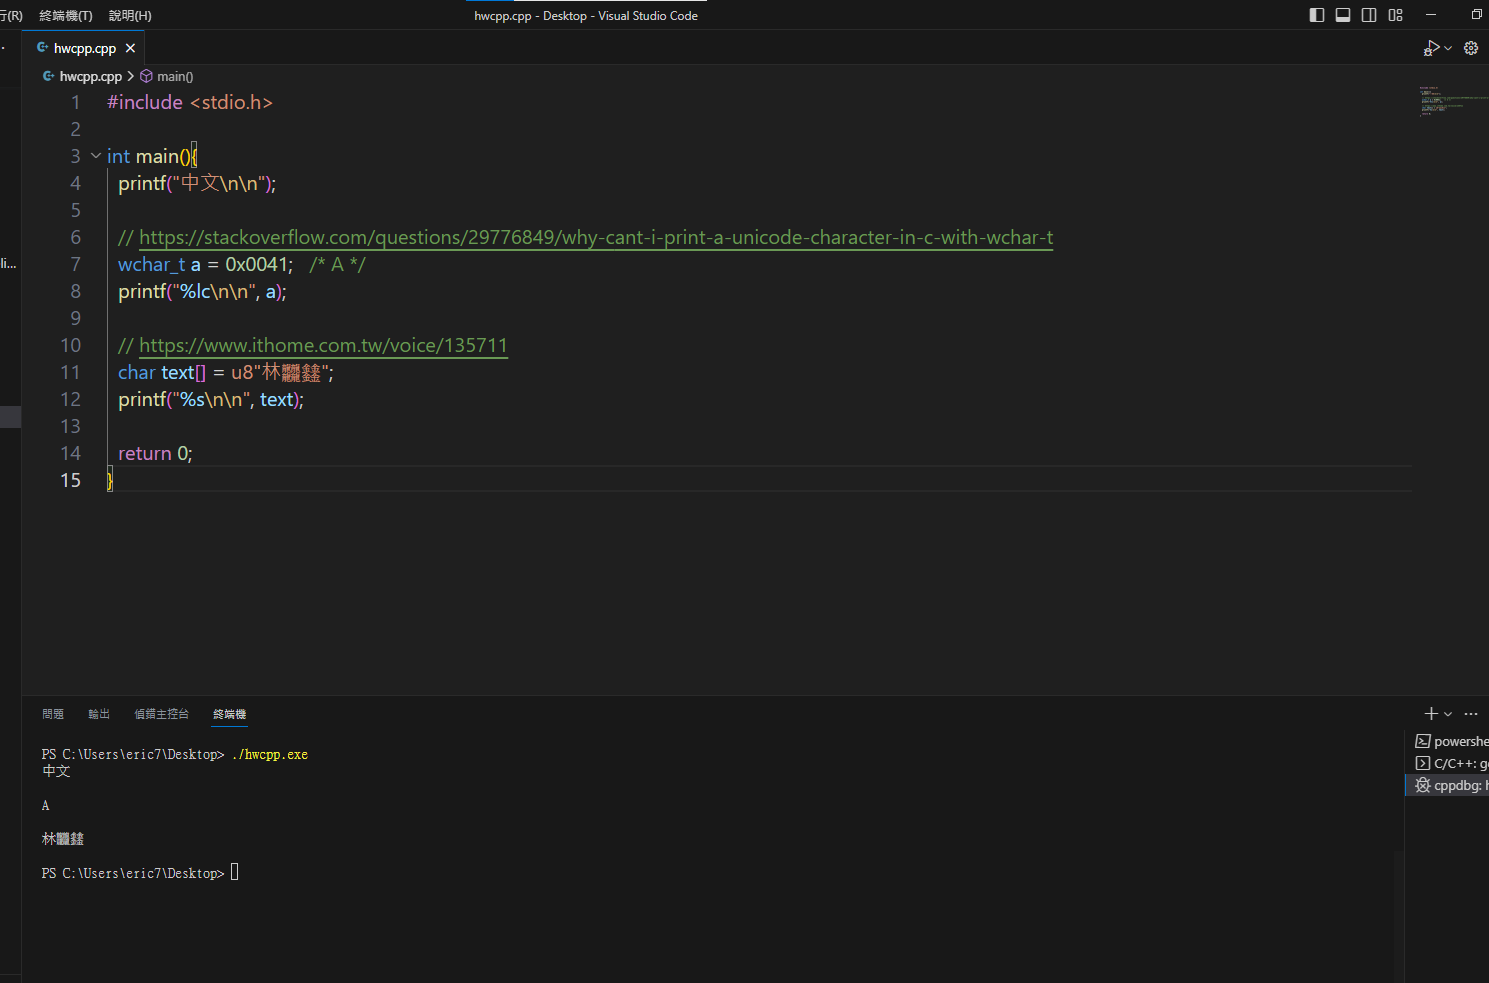 行(R) 終端機(T) 說明(H) hwcpp.cpp - Desktop - Visual Studio Code
hwcpp.cpp
hwcpp.cpp > main()
1 #include <stdio.h>
2
3 int main(){
4 printf("中文\n\n");
5
6 // https://stackoverflow.com/questions/29776849/why-cant-i-print-a-unicode-character-in-c-with-wchar-t
7 wchar_t a = 0x0041; /* A */
8 printf("%lc\n\n", a);
9
10 // https://www.ithome.com.tw/voice/135711
11 char text[] = u8"林𠔻鑫";
12 printf("%s\n\n", text);
13
14 return 0;
15 }
li...
問題 輸出 偵錯主控台 終端機
PS C:\Users\eric7\Desktop> ./hwcpp.exe
中文
A
PS C:\Users\eric7\Desktop>
powershe
C/C++: g
cppdbg: h